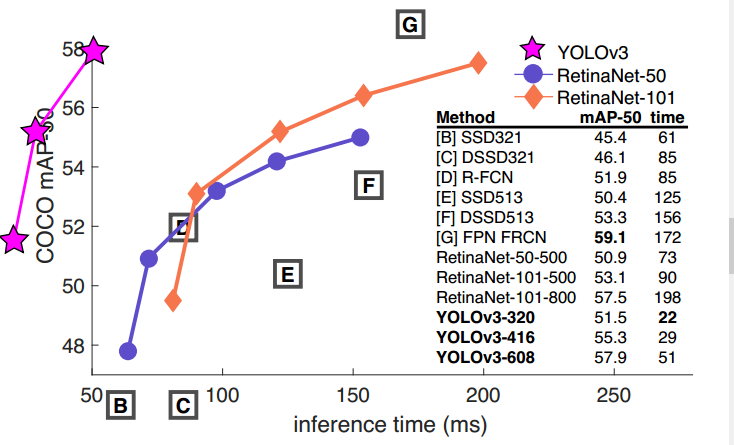 G
58
YOLOv3
RetinaNet-50
RetinaNet-101
56
Method mAP-50 time
[B] SSD321 45.4 61
[C] DSSD321 46.1 85
[D] R-FCN 51.9 85
[E] SSD513 50.4 125
[F] DSSD513 53.3 156
[G] FPN FRCN 59.1 172
RetinaNet-50-500 50.9 73
RetinaNet-101-500 53.1 90
RetinaNet-101-800 57.5 198
YOLOv3-320 51.5 22
YOLOv3-416 55.3 29
YOLOv3-608 57.9 51
COCO mAP-50
54
F
D
52
E
50
48
50 100 150 200 250
B C
inference time (ms)